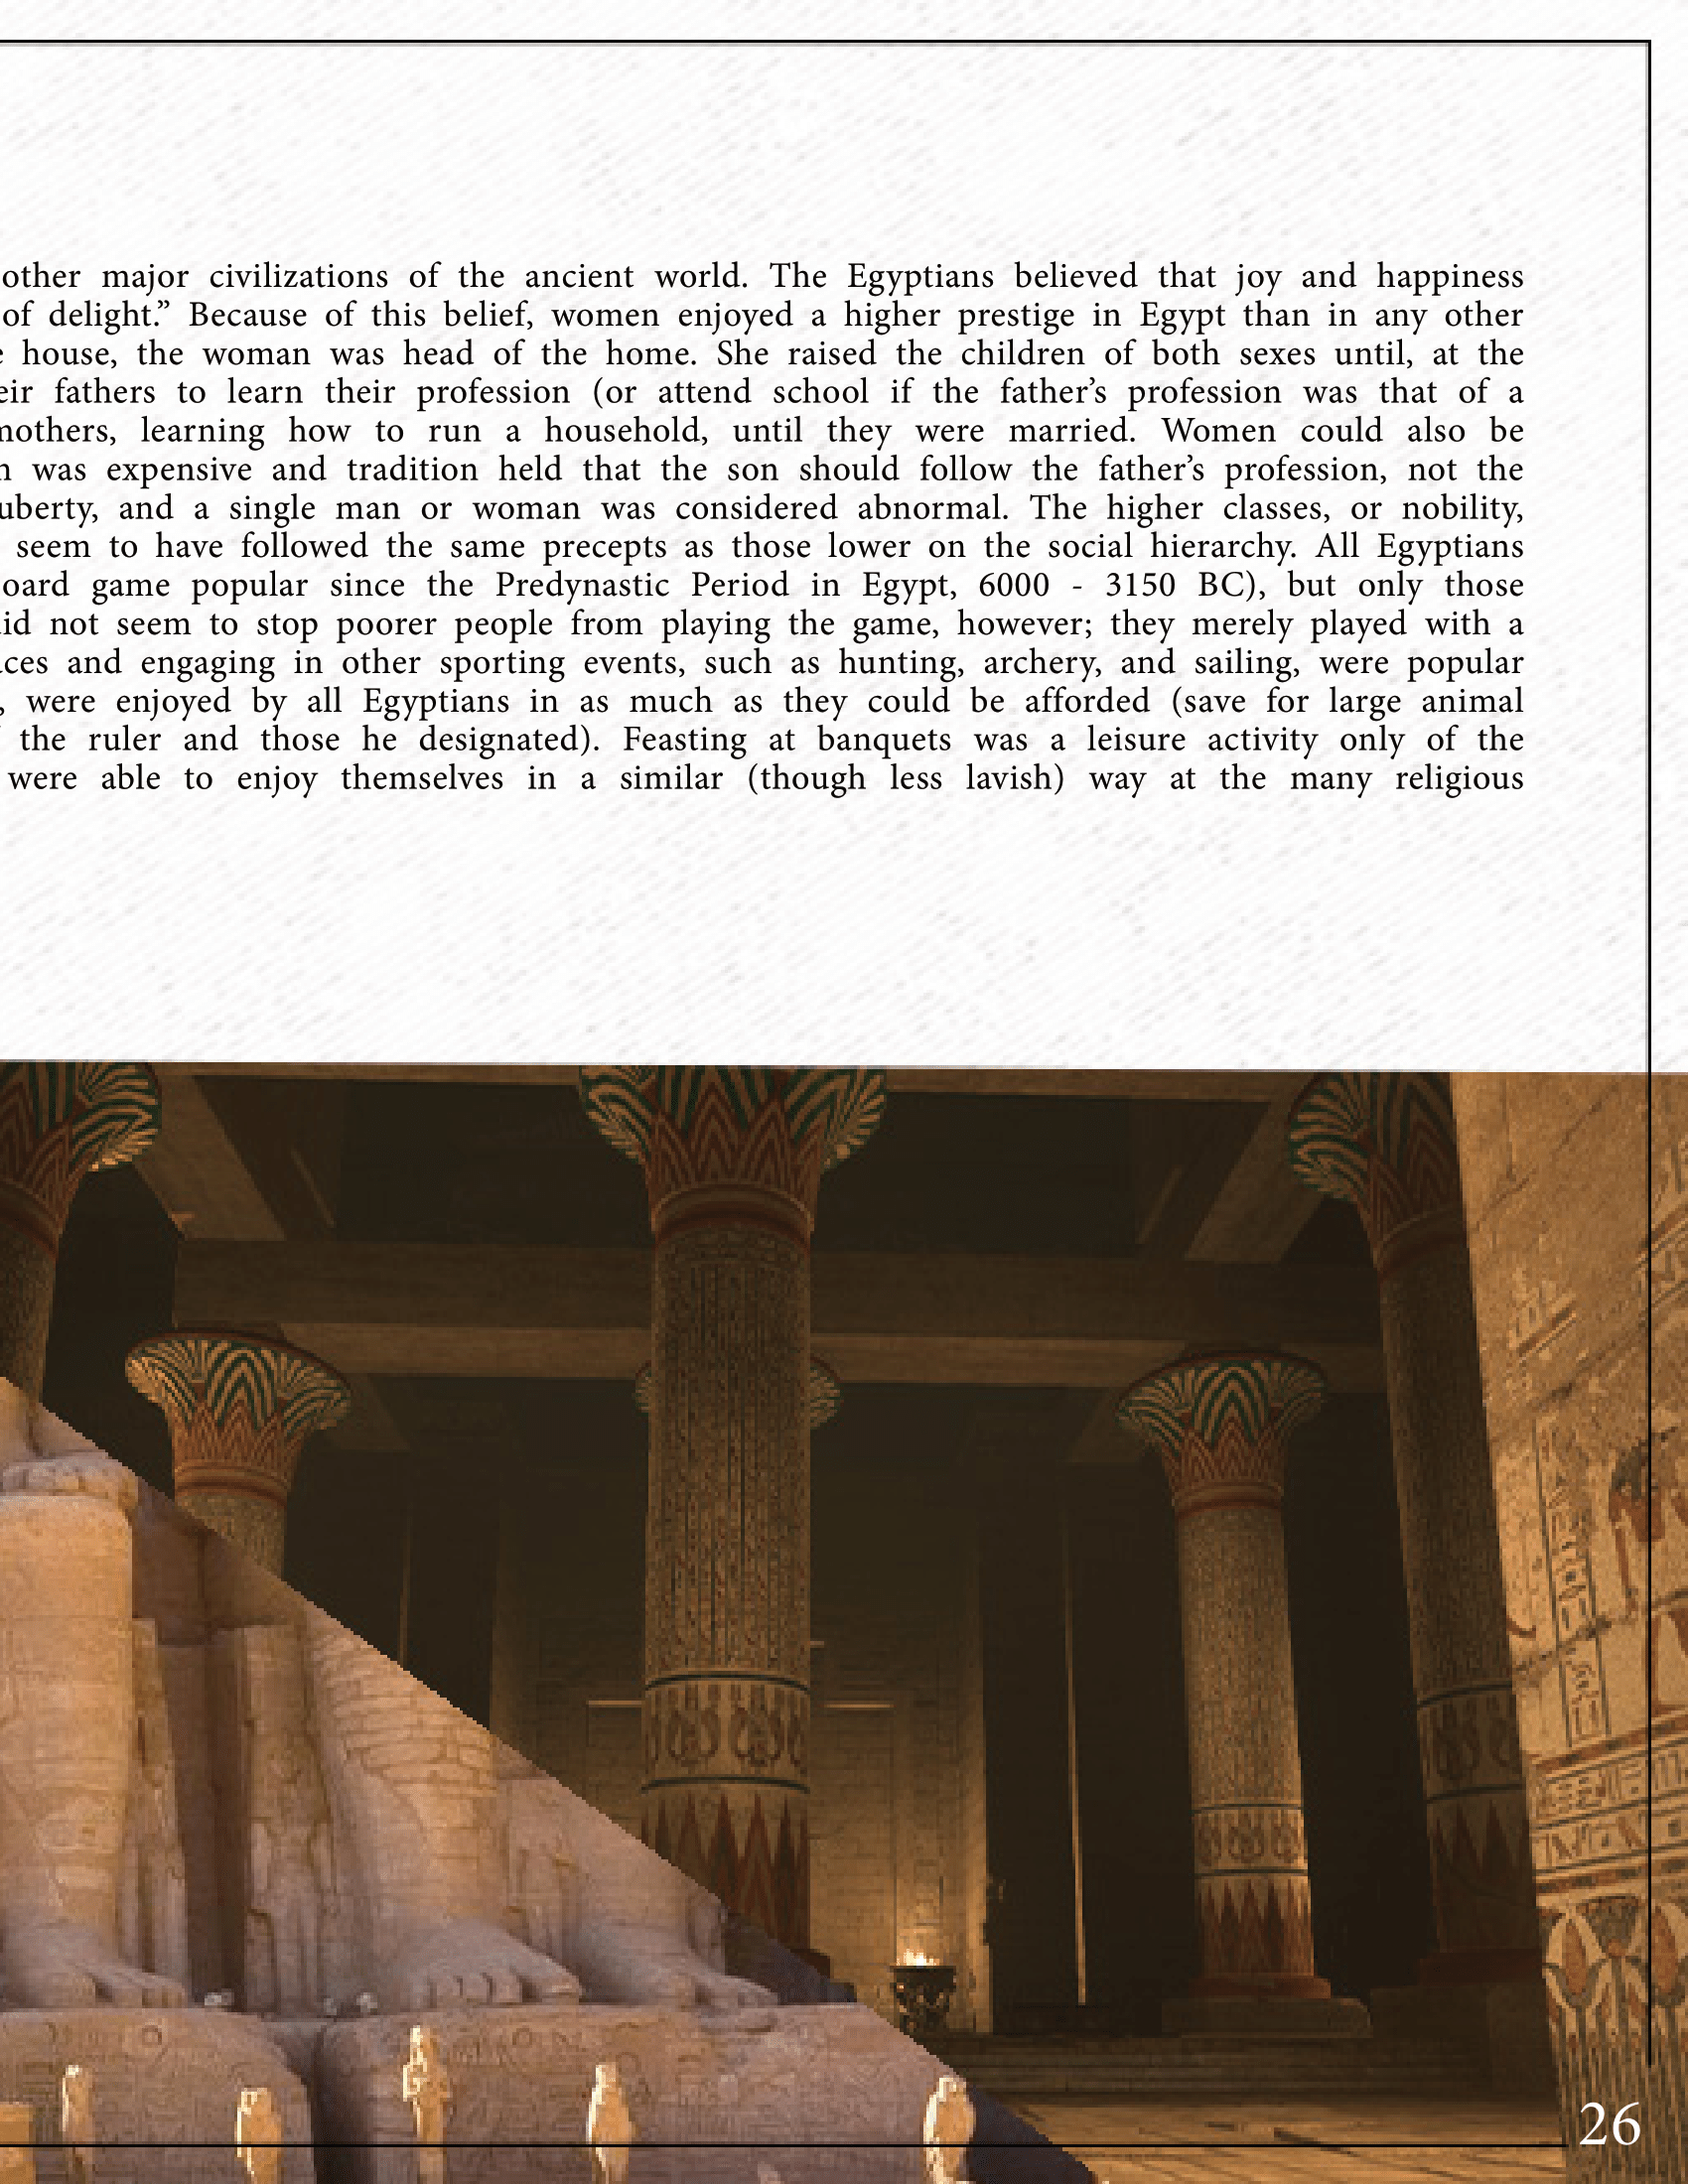 other major civilizations of the ancient world. The Egyptians believed that joy and happiness
of delight.” Because of this belief, women enjoyed a higher prestige in Egypt than in any other
house, the woman was head of the home. She raised the children of both sexes until, at the
eir fathers to learn their profession (or attend school if the father’s profession was that of a
mothers, learning how to run a household, until they were married. Women could also be
was expensive and tradition held that the son should follow the father’s profession, not the
uberty, and a single man or woman was considered abnormal. The higher classes, or nobility,
seem to have followed the same precepts as those lower on the social hierarchy. All Egyptians
oard game popular since the Predynastic Period in Egypt, 6000 - 3150 BC), but only those
did not seem to stop poorer people from playing the game, however; they merely played with a
aces and engaging in other sporting events, such as hunting, archery, and sailing, were popular
, were enjoyed by all Egyptians in as much as they could be afforded (save for large animal
the ruler and those he designated). Feasting at banquets was a leisure activity only of the
were able to enjoy themselves in a similar (though less lavish) way at the many religious
26